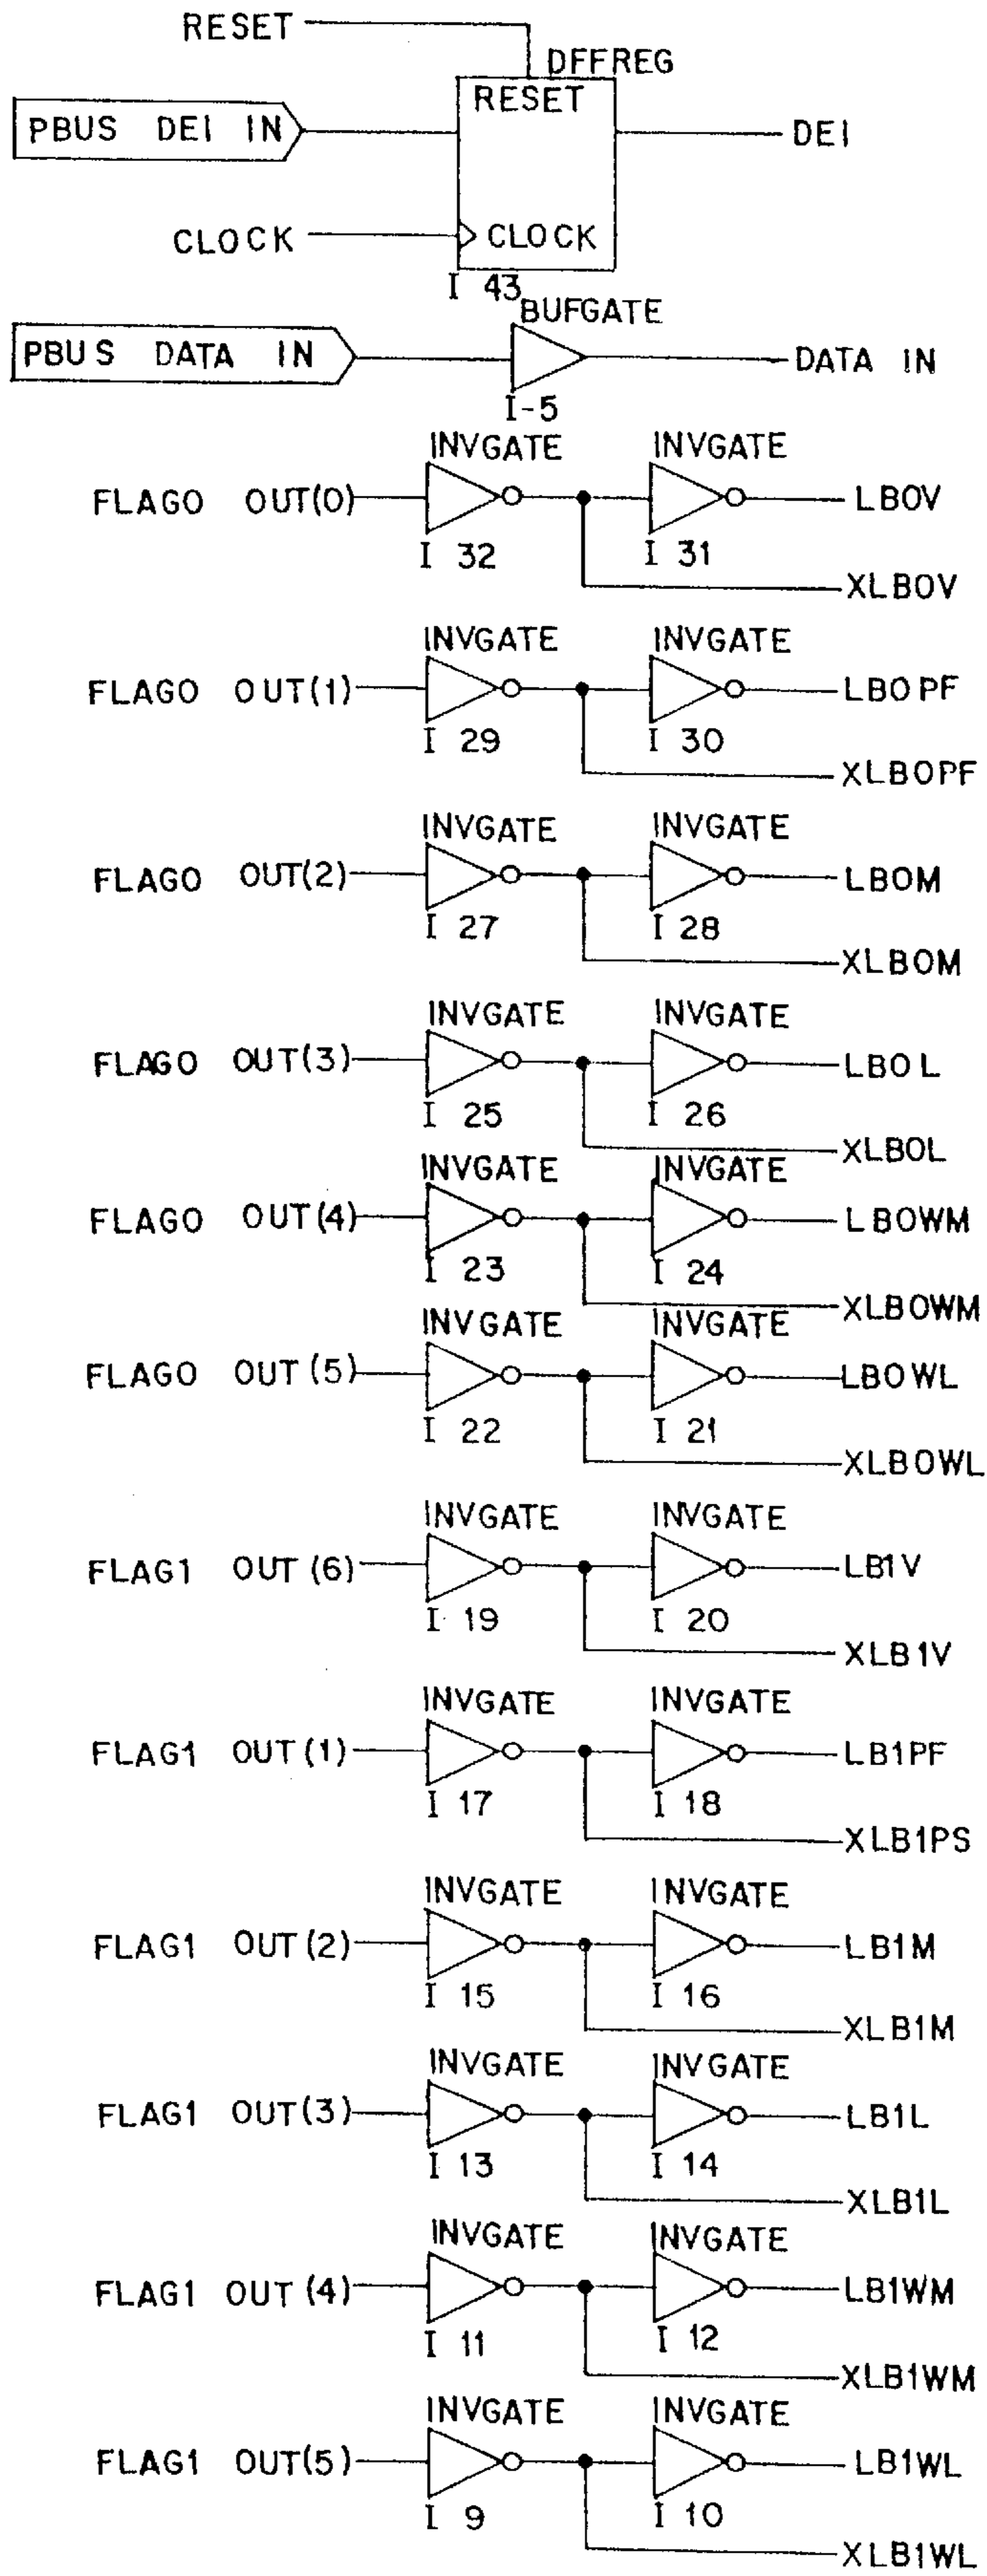 RESET
DFFREG
RESET
PBUS DEI IN
DEI
CLOCK
CLOCK
I 43
BUFGATE
PBUS DATA IN
DATA IN
I-5
INVGATE INVGATE
FLAG0 OUT(0)
LB0V
I 32 I 31
XLB0V
INVGATE INVGATE
FLAG0 OUT(1)
LB0PF
I 29 I 30
XLB0PF
INVGATE INVGATE
FLAG0 OUT(2)
LB0M
I 27 I 28
XLB0M
INVGATE INVGATE
FLAG0 OUT(3)
LB0L
I 25 I 26
XLB0L
INVGATE INVGATE
FLAG0 OUT(4)
LB0WM
I 23 I 24
XLB0WM
INVGATE INVGATE
FLAG0 OUT(5)
LB0WL
I 22 I 21
XLB0WL
INVGATE INVGATE
FLAG1 OUT(6)
LB1V
I 19 I 20
XLB1V
INVGATE INVGATE
FLAG1 OUT(1)
LB1PF
I 17 I 18
XLB1PS
INVGATE INVGATE
FLAG1 OUT(2)
LB1M
I 15 I 16
XLB1M
INVGATE INVGATE
FLAG1 OUT(3)
LB1L
I 13 I 14
XLB1L
INVGATE INVGATE
FLAG1 OUT(4)
LB1WM
I 11 I 12
XLB1WM
INVGATE INVGATE
FLAG1 OUT(5)
LB1WL
I 9 I 10
XLB1WL